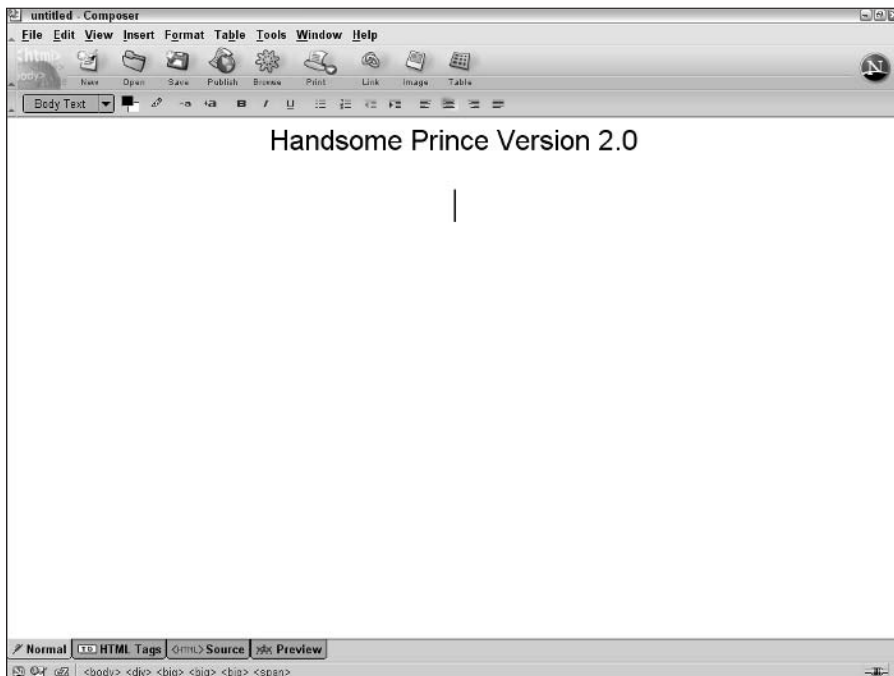 untitled - Composer
File Edit View Insert Format Table Tools Window Help
New Open Save Publish Browse Print Link Image Table
Body Text -a +a B I U
Handsome Prince Version 2.0
Normal TD HTML Tags <HTML> Source Preview
<body> <div> <big> <big> <big> <span>